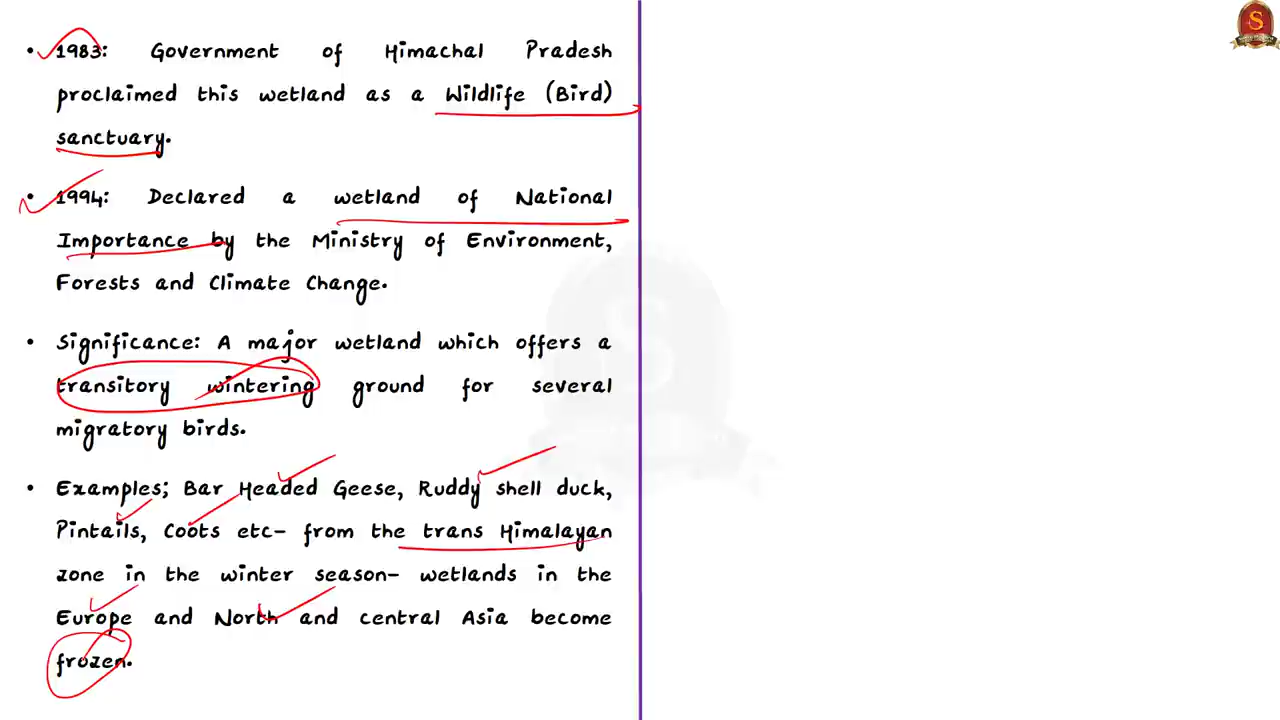 • 1983: Government of Himachal Pradesh
proclaimed this wetland as a Wildlife (Bird)
sanctuary.
• 1994: Declared a wetland of National
Importance by the Ministry of Environment,
Forests and Climate Change.
• Significance: A major wetland which offers a
transitory wintering ground for several
migratory birds.
• Examples; Bar Headed Geese, Ruddy shell duck,
Pintails, Coots etc- from the trans Himalayan
zone in the winter season- wetlands in the
Europe and North and central Asia become
frozen.
S